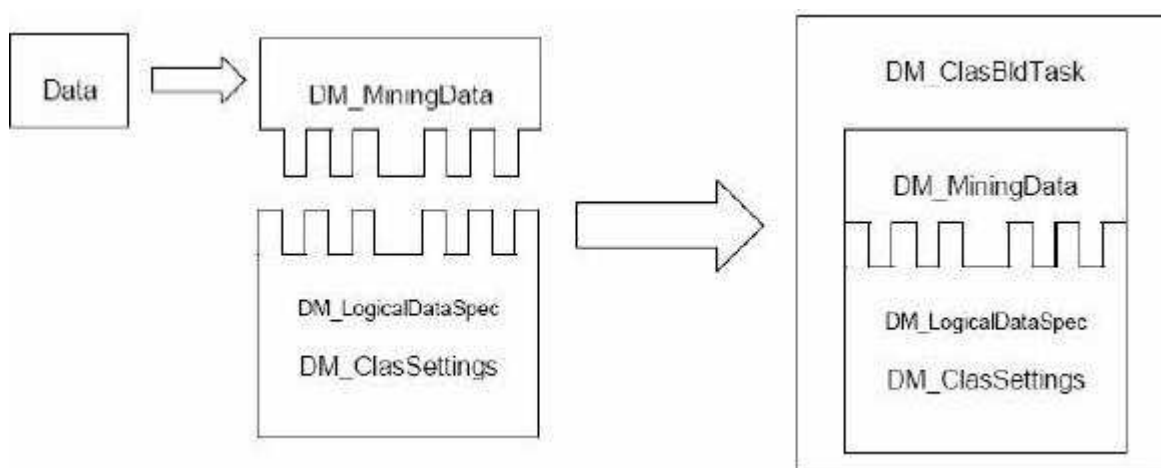 Data
DM_MiningData
DM_LogicalDataSpec
DM_ClasSettings
DM_ClasBldTask
DM_MiningData
DM_LogicalDataSpec
DM_ClasSettings